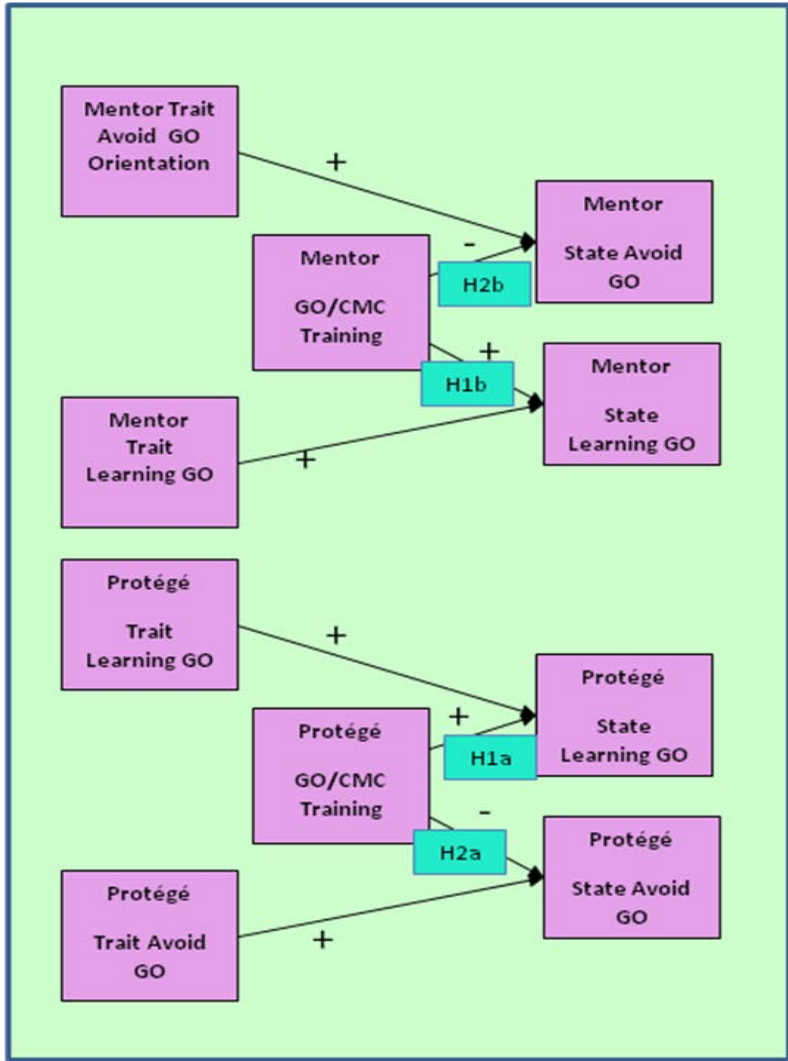 Mentor Trait
Avoid GO
Orientation
+
Mentor
State Avoid
GO
-
H2b
Mentor
GO/CMC
Training
+
H1b
Mentor
State
Learning GO
Mentor
Trait
Learning GO
+
Protégé
Trait
Learning GO
+
Protégé
State
Learning GO
+
H1a
Protégé
GO/CMC
Training
-
H2a
Protégé
State Avoid
GO
Protégé
Trait Avoid
GO
+